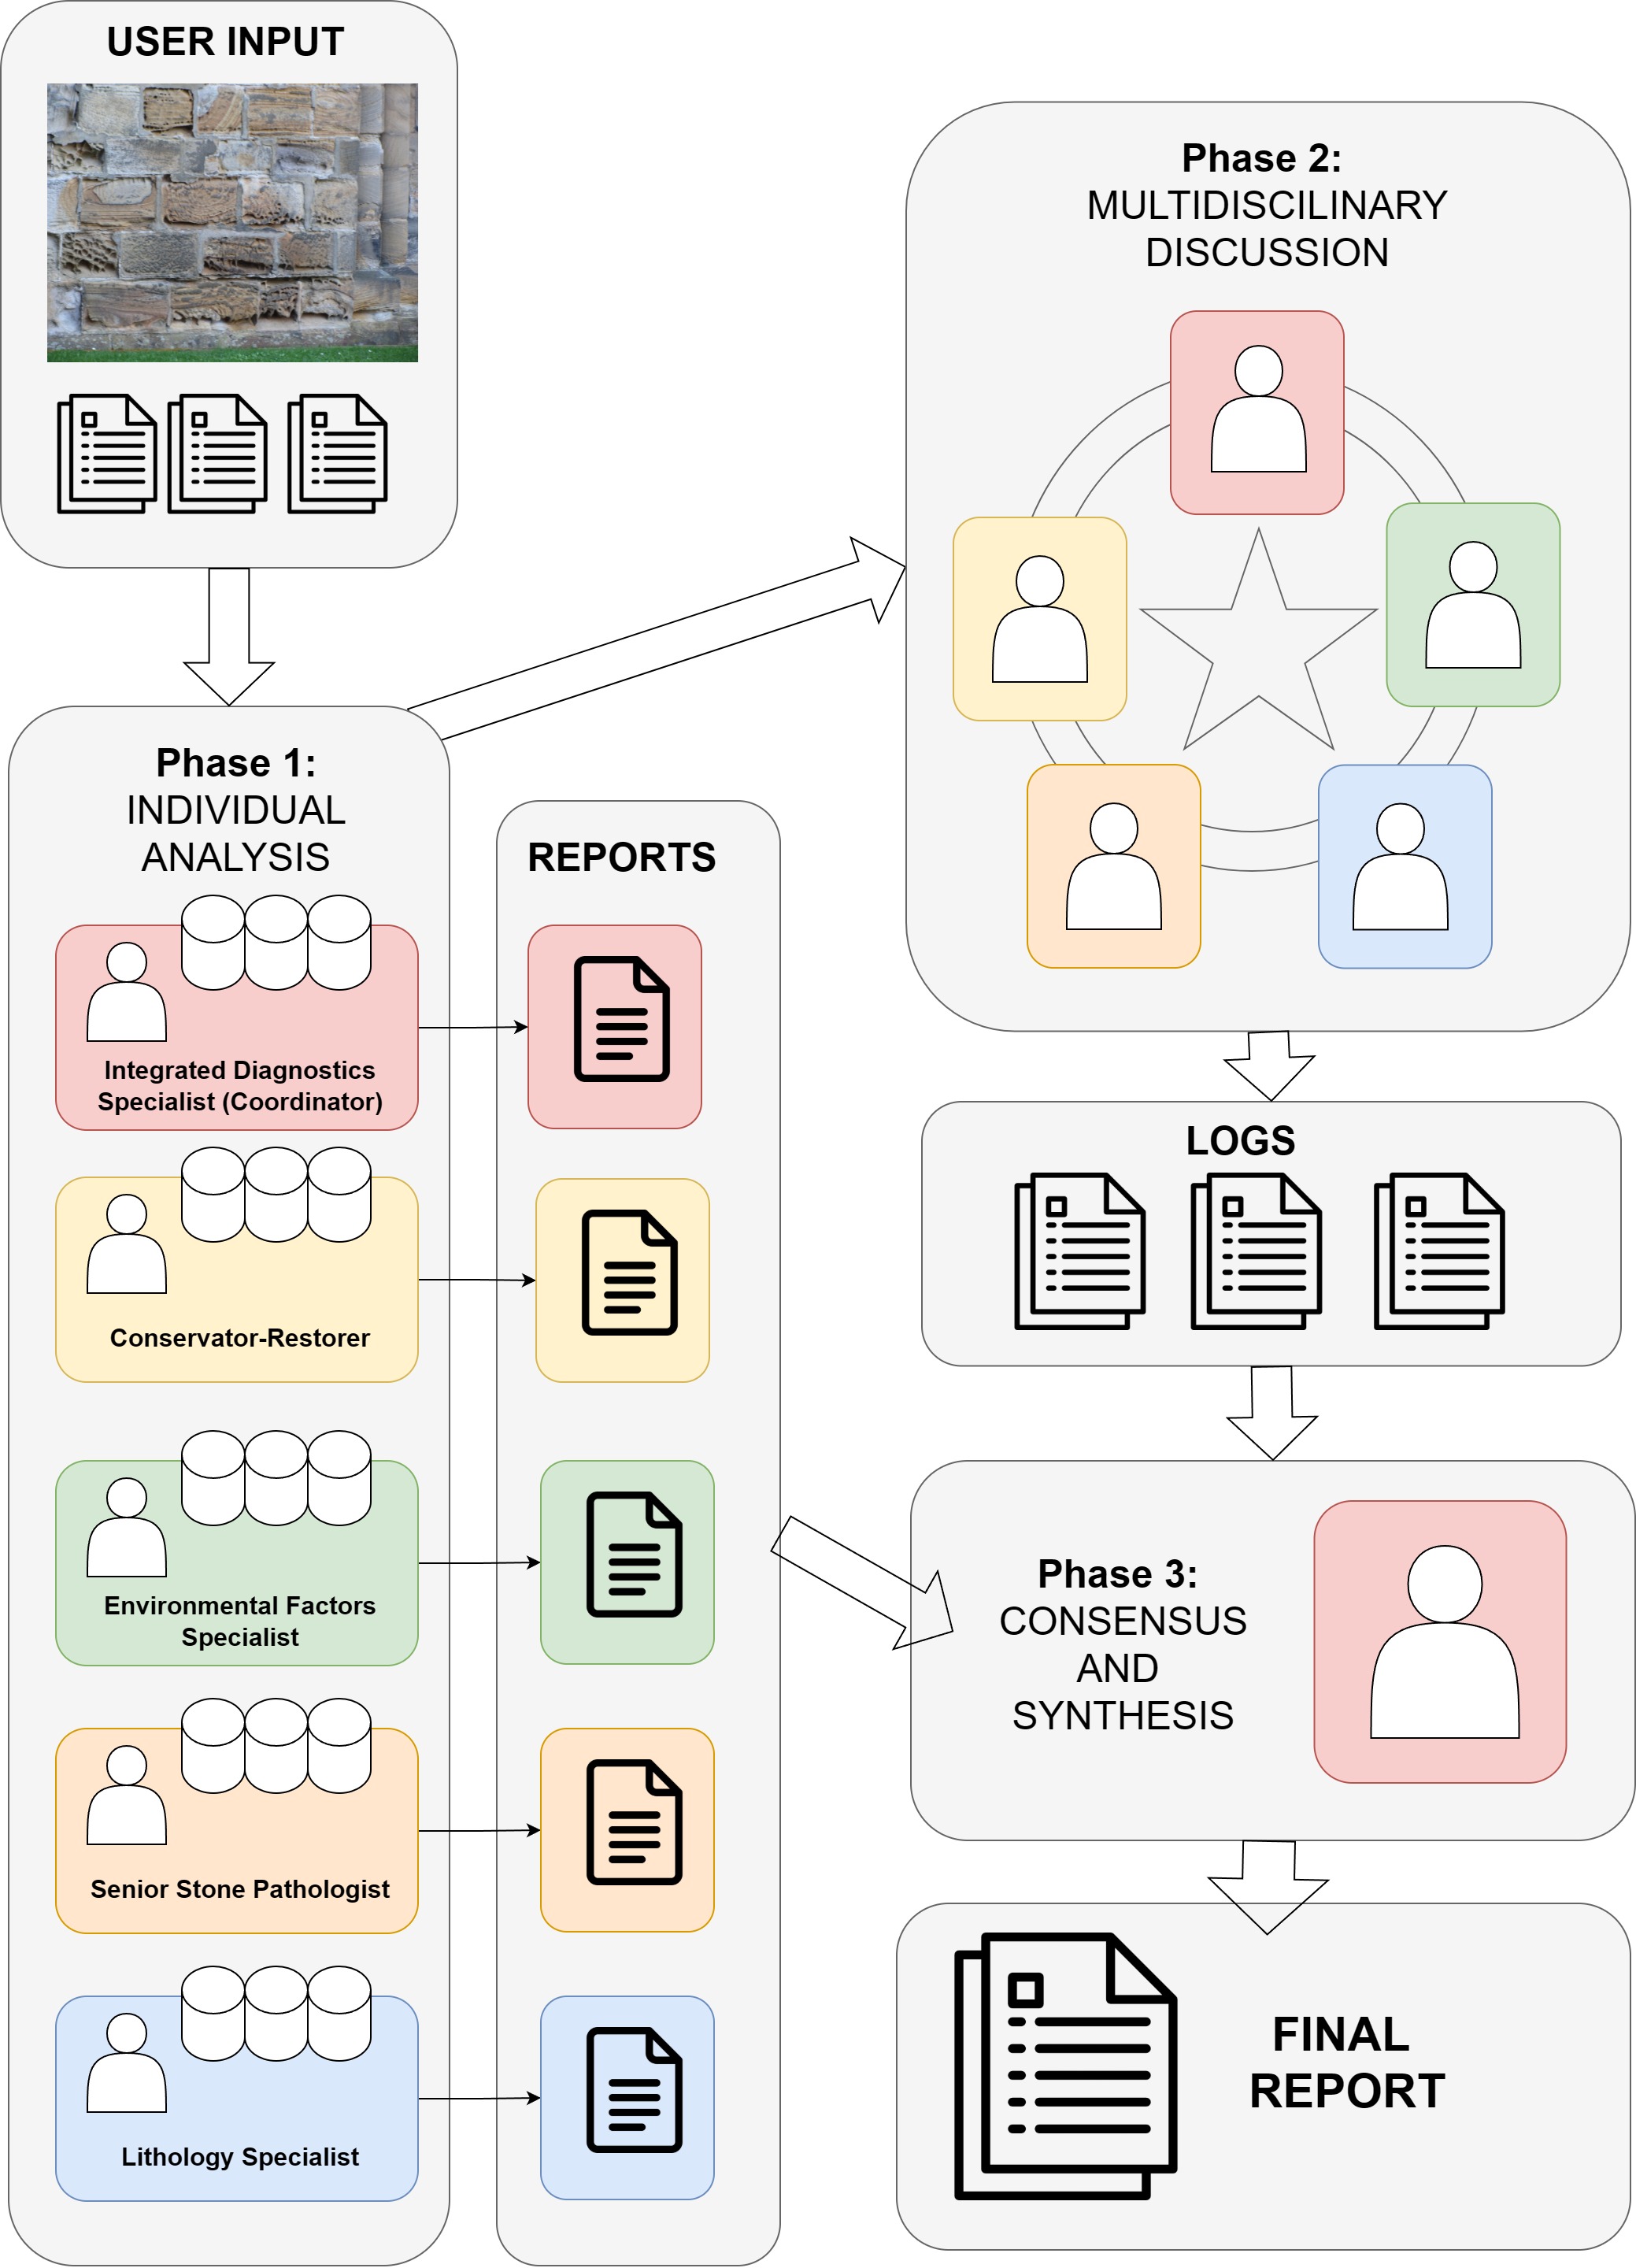 USER INPUT
Phase 1:
INDIVIDUAL
ANALYSIS
Integrated Diagnostics
Specialist (Coordinator)
Conservator-Restorer
Environmental Factors
Specialist
Senior Stone Pathologist
Lithology Specialist
REPORTS
Phase 2:
MULTIDISCILINARY
DISCUSSION
LOGS
Phase 3:
CONSENSUS
AND
SYNTHESIS
FINAL
REPORT